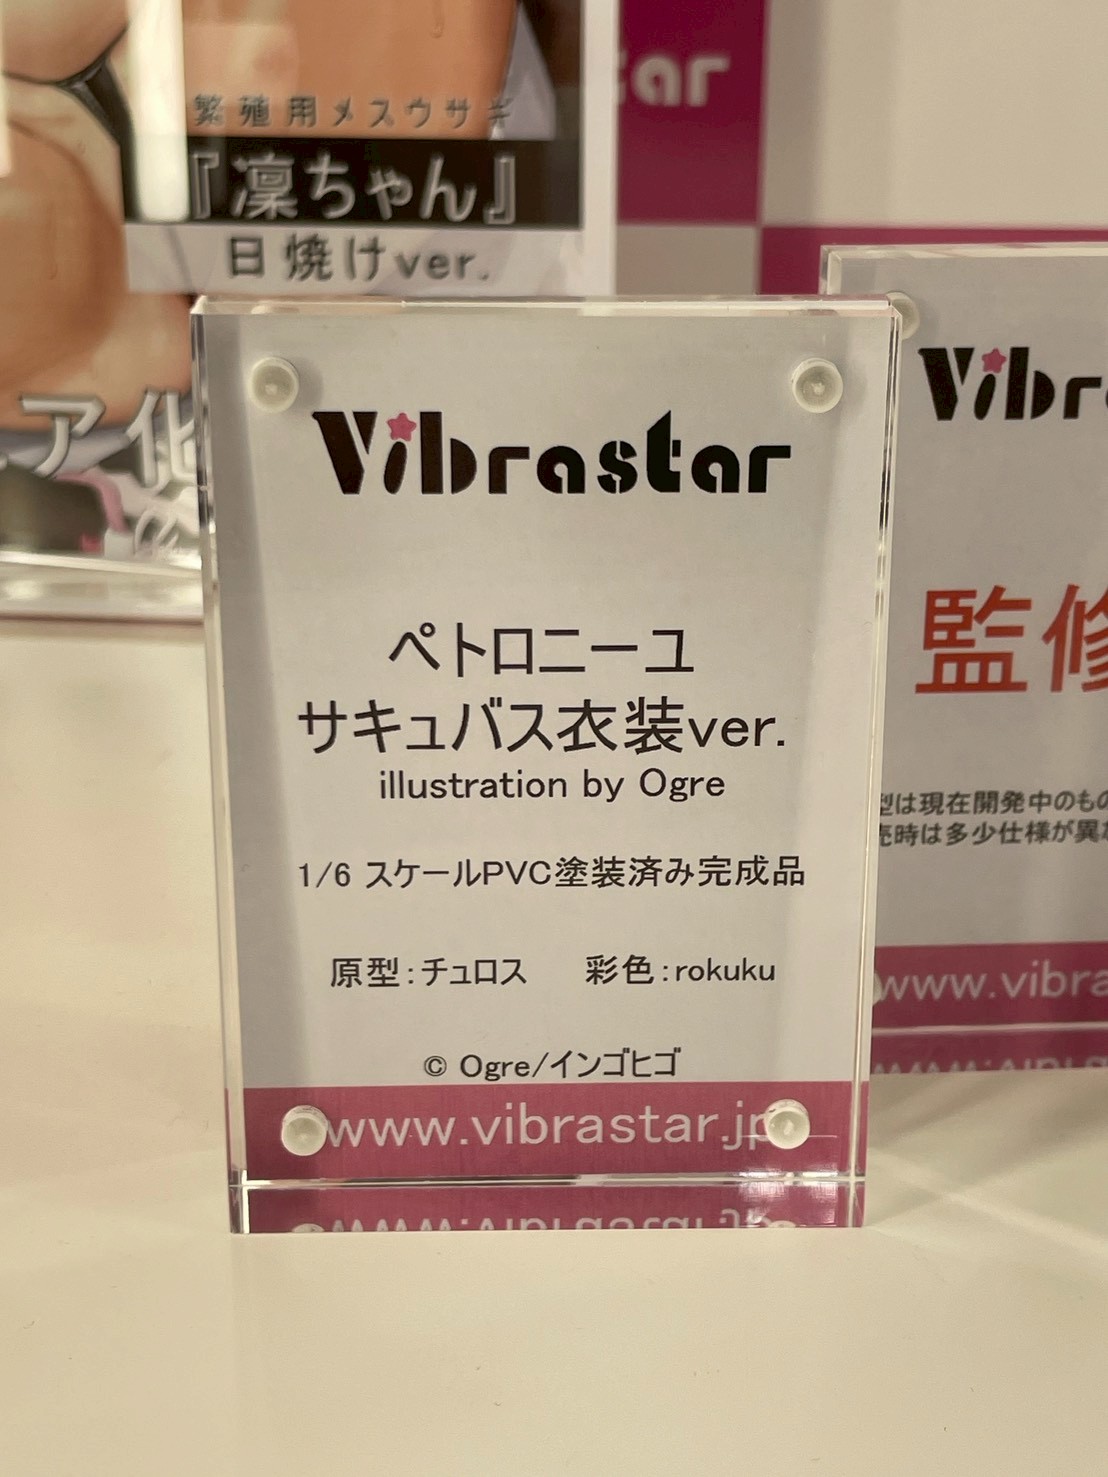 tar
繁殖用メスウサギ
『凛ちゃん』
日焼けver.
ア化
Vibrastar
ペトロニーユ
サキュバス衣装ver.
illustration by Ogre
1/6 スケールPVC塗装済み完成品
原型：チュロス　彩色：rokuku
© Ogre/インゴヒゴ
www.vibrastar.jp
Vibra
監修
型は現在開発中のもの
売時は多少仕様が異な
www.vibra